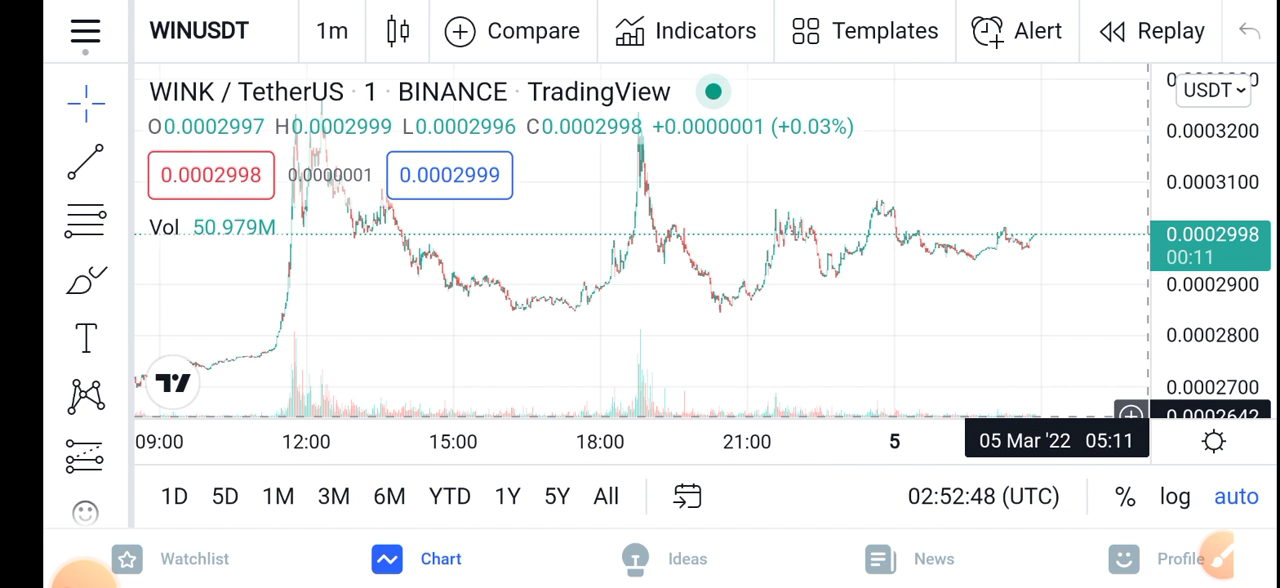 WINUSDT 1m Compare Indicators Templates Alert Replay
WINK / TetherUS · 1 · BINANCE · TradingView
USDT
O0.0002997 H0.0002999 L0.0002996 C0.0002998 +0.0000001 (+0.03%)
0.0003200
0.0002998 0.0000001 0.0002999
0.0003100
Vol 50.979M
0.0002998
00:11
0.0002900
0.0002800
0.0002700
0.0002642
09:00 12:00 15:00 18:00 21:00 5 05 Mar '22 05:11
1D 5D 1M 3M 6M YTD 1Y 5Y All 02:52:48 (UTC) % log auto
Watchlist Chart Ideas News Profile